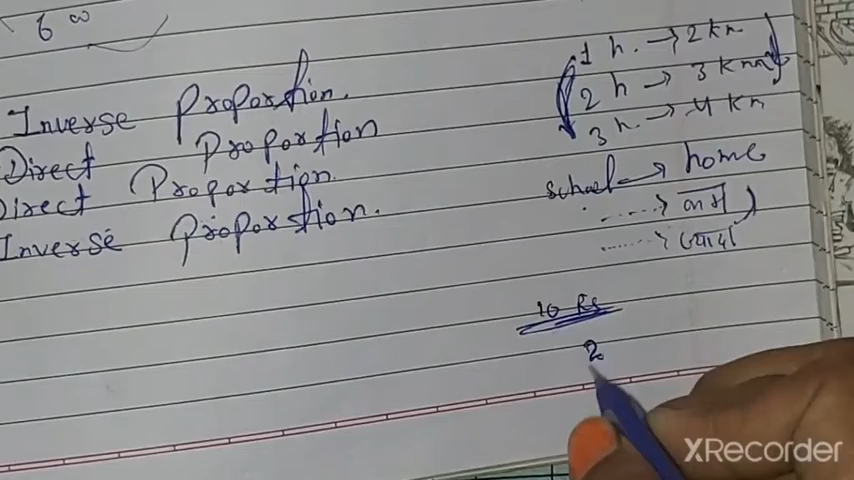 6
Inverse Proportion.
Direct Proportion
Direct Proportion.
Inverse Proportion.
1 h. → 2 km
2 h → 3 km
3 h. → 4 km
school → home
10 Rs
2
XRecorder